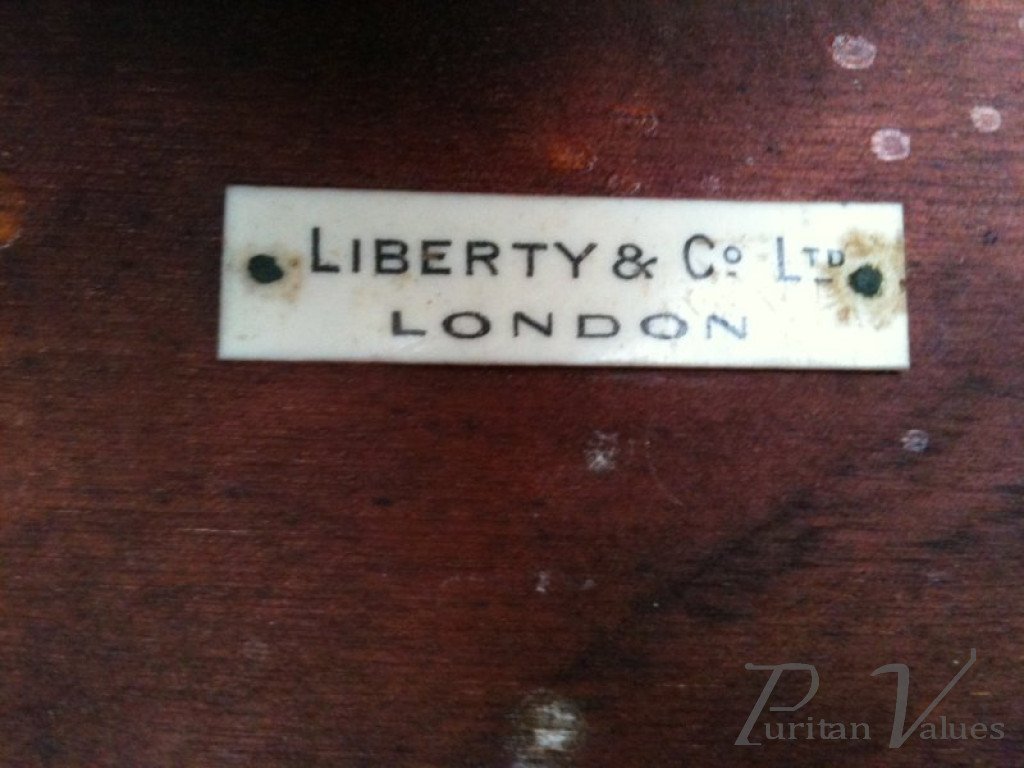 LIBERTY & Co LTD
LONDON
Puritan Values